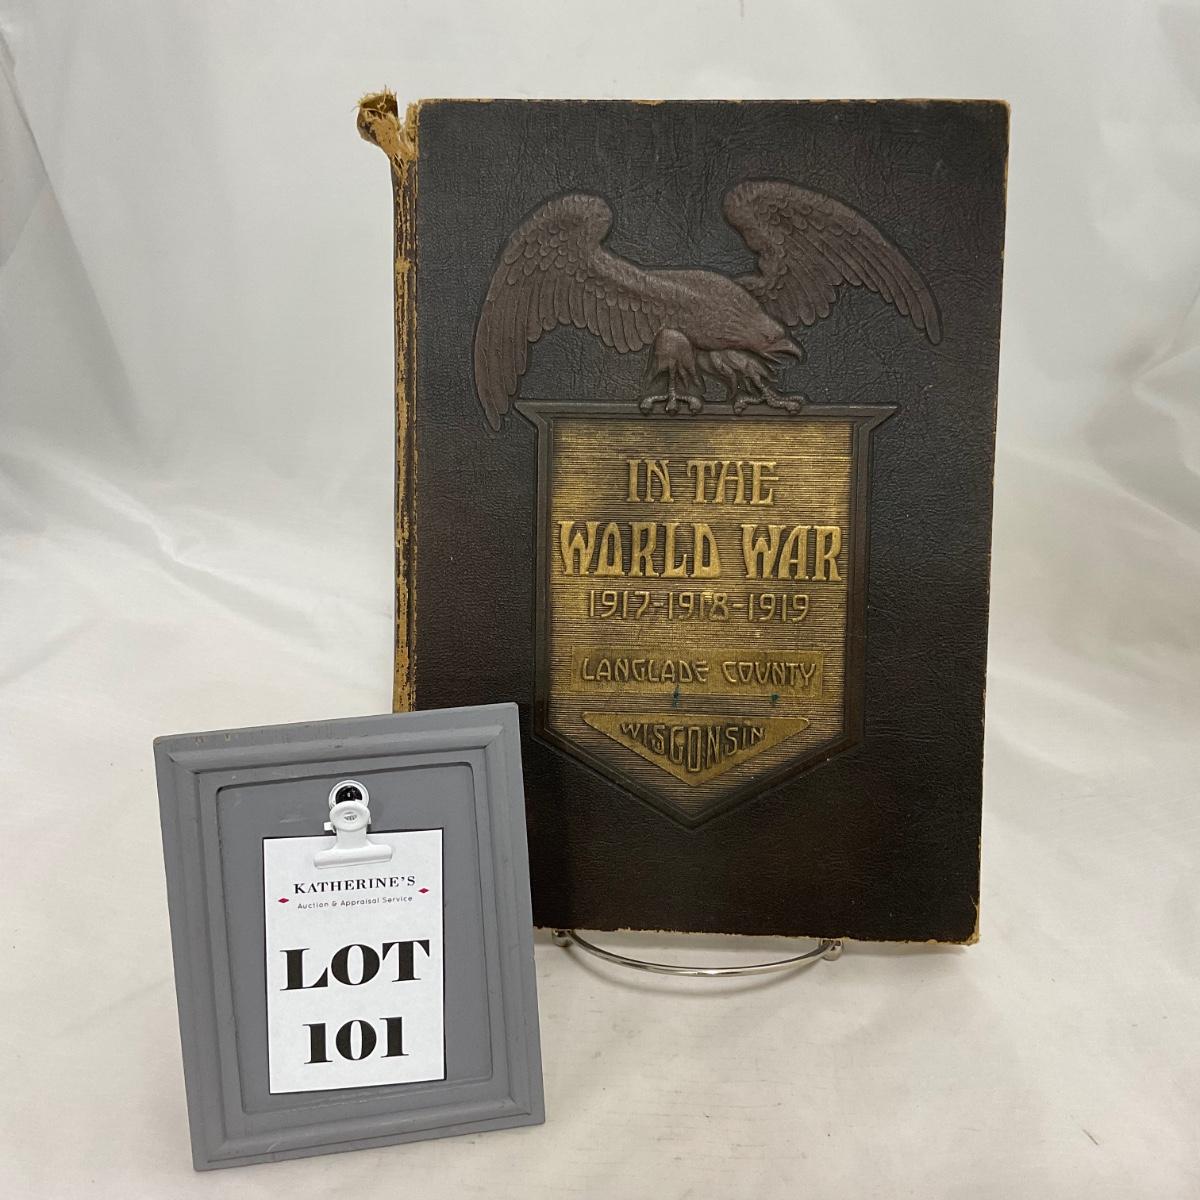 IN THE
WORLD WAR
1917-1918-1919
LANGLADE COUNTY
WISCONSIN
KATHERINE'S
Auction & Appraisal Service
LOT
101